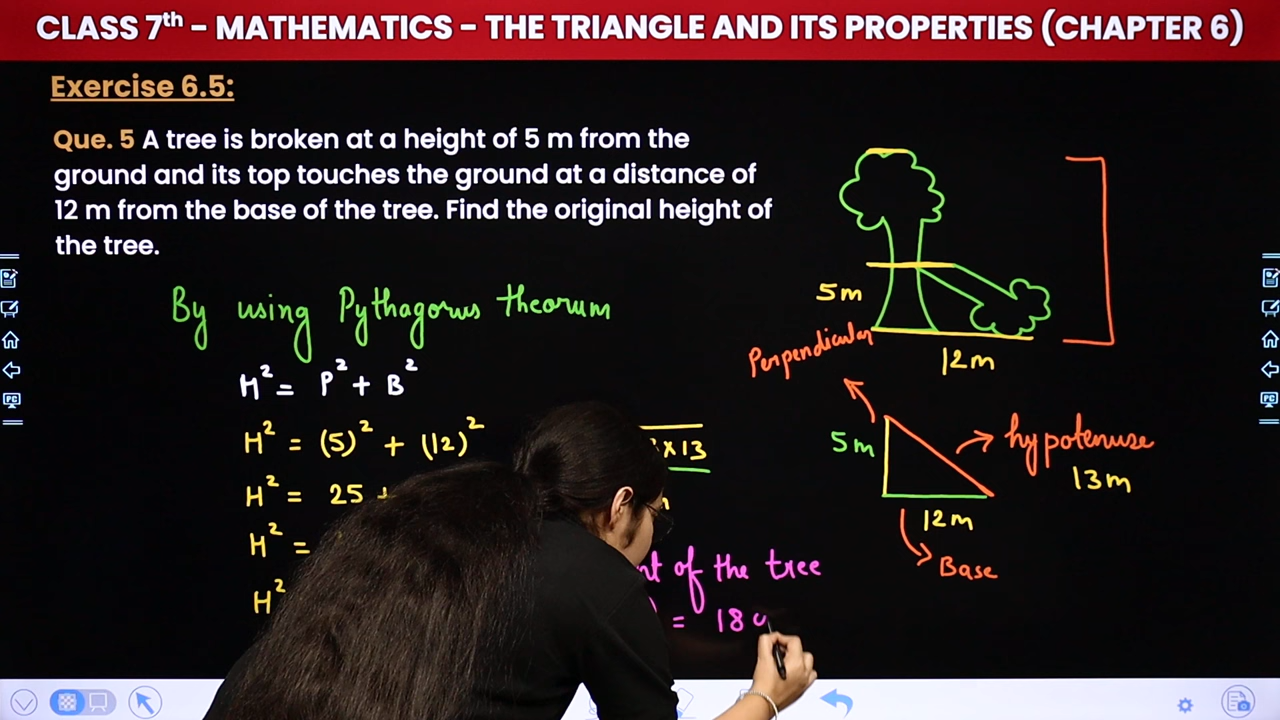 CLASS 7th - MATHEMATICS - THE TRIANGLE AND ITS PROPERTIES (CHAPTER 6)
Exercise 6.5:
Que. 5 A tree is broken at a height of 5 m from the
ground and its top touches the ground at a distance of
12 m from the base of the tree. Find the original height of
the tree.
By using Pythagorus theorum
H² = P² + B²
H² = (5)² + (12)²
H² = 25 +
H² =
H²
x 13
of the tree
= 18
5m
12m
Perpendicular
5m
hypotenuse
13m
12m
Base